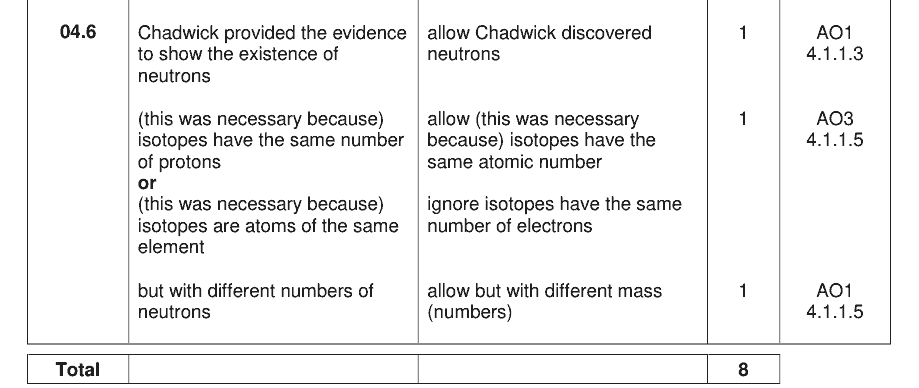 04.6 Chadwick provided the evidence allow Chadwick discovered 1 AO1
to show the existence of neutrons 4.1.1.3
neutrons
(this was necessary because) allow (this was necessary 1 AO3
isotopes have the same number because) isotopes have the 4.1.1.5
of protons same atomic number
or
(this was necessary because) ignore isotopes have the same
isotopes are atoms of the same number of electrons
element
but with different numbers of allow but with different mass 1 AO1
neutrons (numbers) 4.1.1.5
Total 8